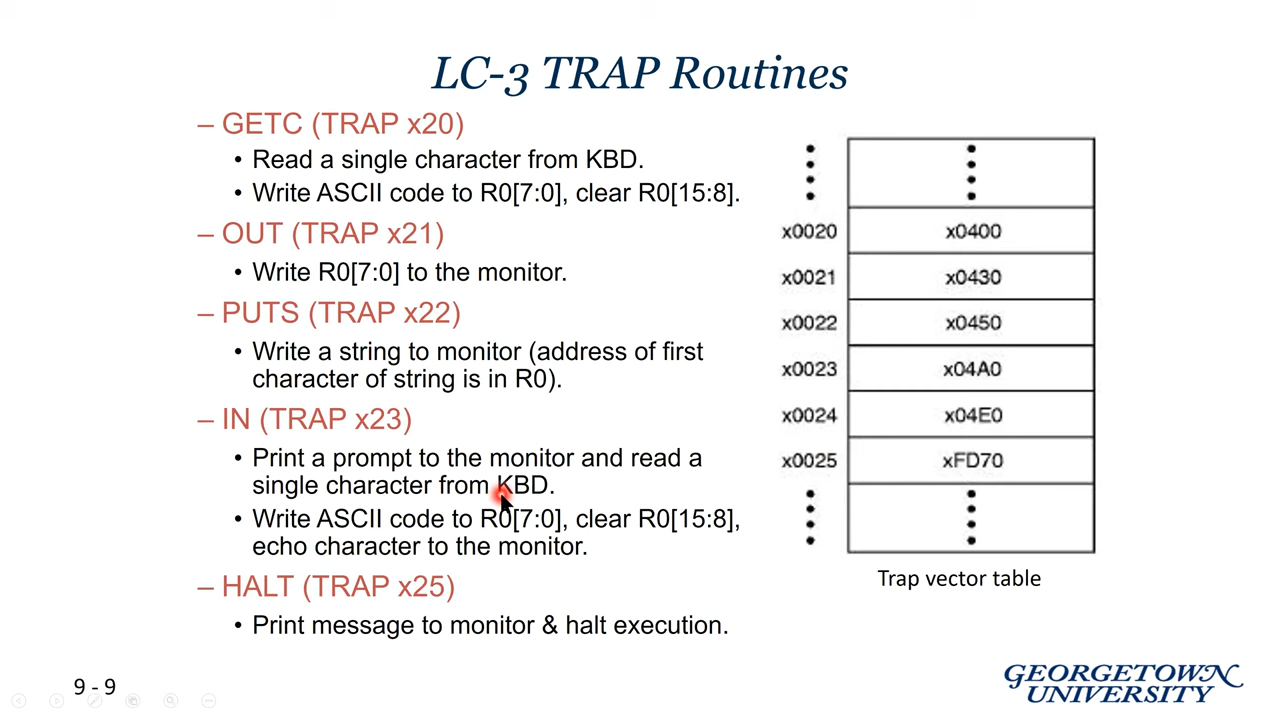 LC-3 TRAP Routines
– GETC (TRAP x20)
• Read a single character from KBD.
• Write ASCII code to R0[7:0], clear R0[15:8].
– OUT (TRAP x21)
• Write R0[7:0] to the monitor.
– PUTS (TRAP x22)
• Write a string to monitor (address of first
character of string is in R0).
– IN (TRAP x23)
• Print a prompt to the monitor and read a
single character from KBD.
• Write ASCII code to R0[7:0], clear R0[15:8],
echo character to the monitor.
– HALT (TRAP x25)
• Print message to monitor & halt execution.
x0020 x0400
x0021 x0430
x0022 x0450
x0023 x04A0
x0024 x04E0
x0025 xFD70
Trap vector table
9 - 9
GEORGETOWN
UNIVERSITY